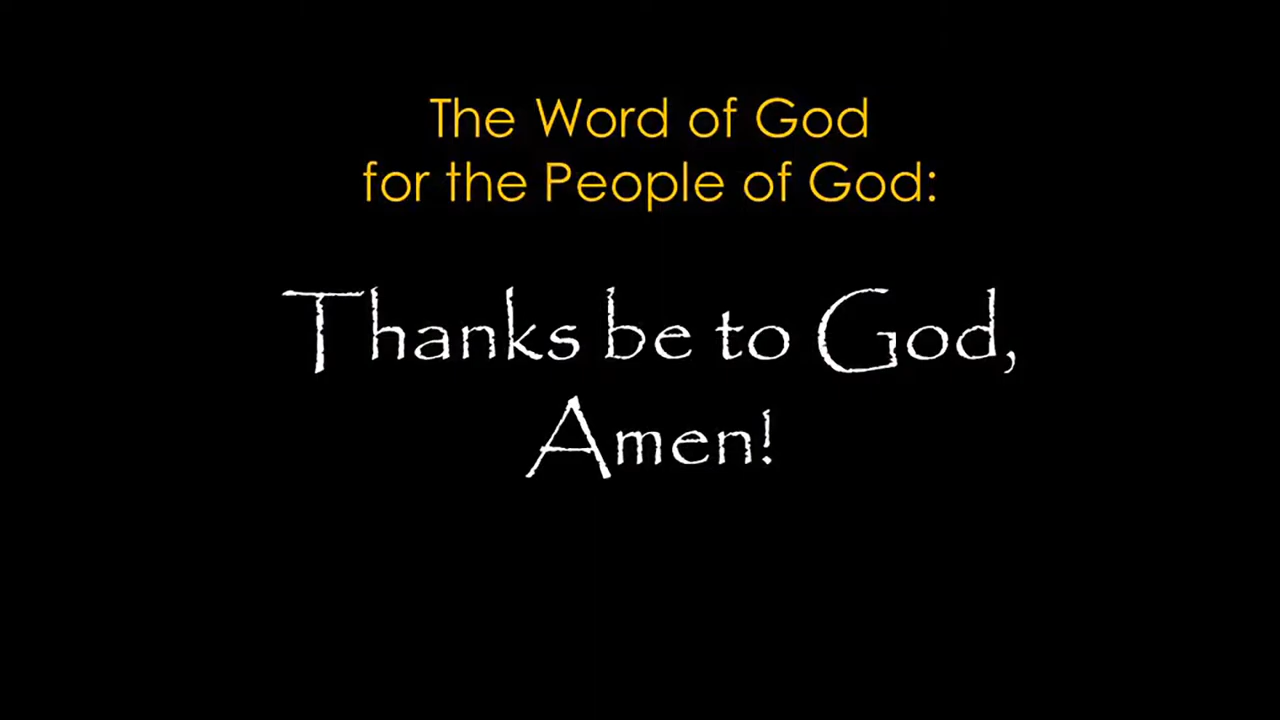 The Word of God
for the People of God:
Thanks be to God,
Amen!